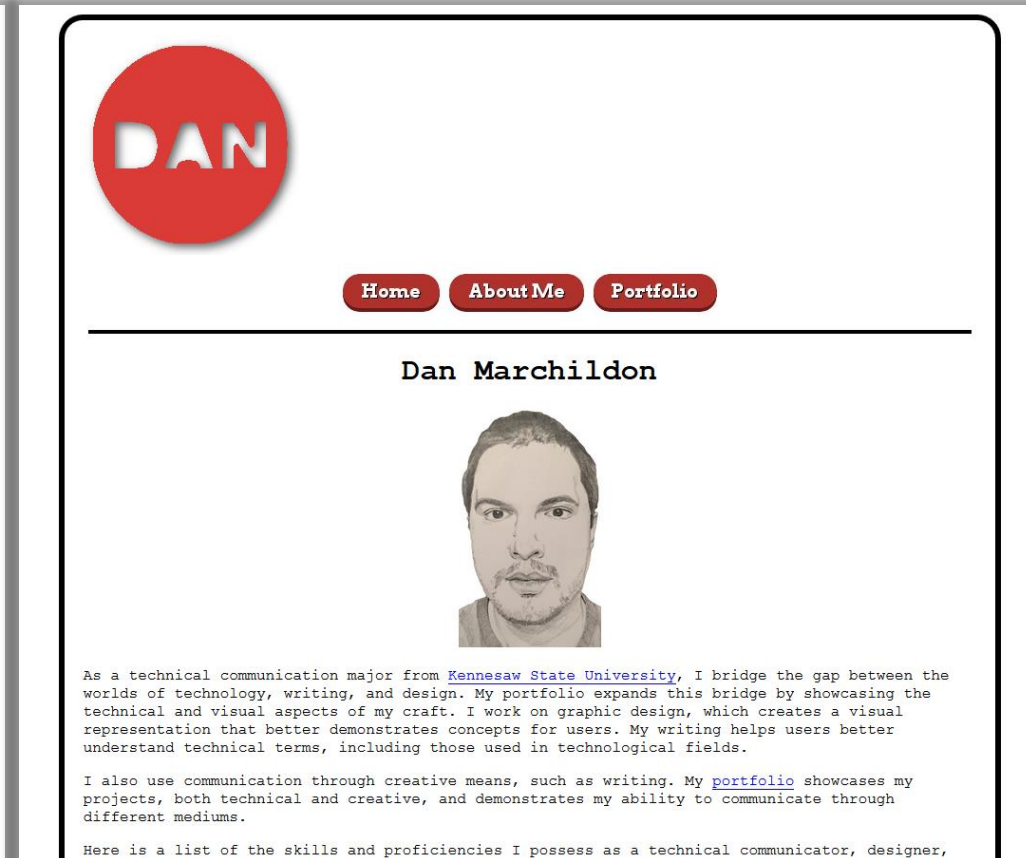 DAN
Home About Me Portfolio
Dan Marchildon
As a technical communication major from Kennesaw State University, I bridge the gap between the
worlds of technology, writing, and design. My portfolio expands this bridge by showcasing the
technical and visual aspects of my craft. I work on graphic design, which creates a visual
representation that better demonstrates concepts for users. My writing helps users better
understand technical terms, including those used in technological fields.
I also use communication through creative means, such as writing. My portfolio showcases my
projects, both technical and creative, and demonstrates my ability to communicate through
different mediums.
Here is a list of the skills and proficiencies I possess as a technical communicator, designer,